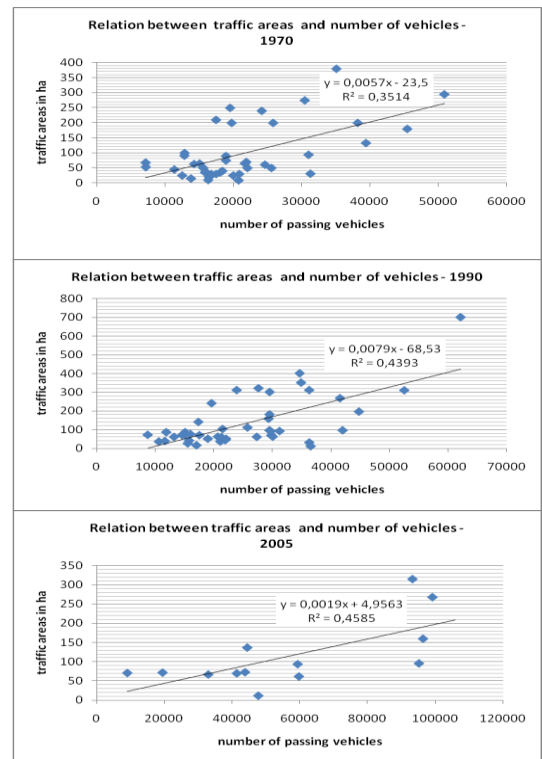 Relation between traffic areas and number of vehicles -
1970
traffic areas in ha
400
350
300
250
200
150
100
50
0
y = 0,0057x - 23,5
R² = 0,3514
0 10000 20000 30000 40000 50000 60000
number of passing vehicles
Relation between traffic areas and number of vehicles - 1990
traffic areas in ha
800
700
600
500
400
300
200
100
0
y = 0,0079x - 68,53
R² = 0,4393
0 10000 20000 30000 40000 50000 60000 70000
number of passing vehicles
Relation between traffic areas and number of vehicles -
2005
traffic areas in ha
350
300
250
200
150
100
50
0
y = 0,0019x + 4,9563
R² = 0,4585
0 20000 40000 60000 80000 100000 120000
number of passing vehicles